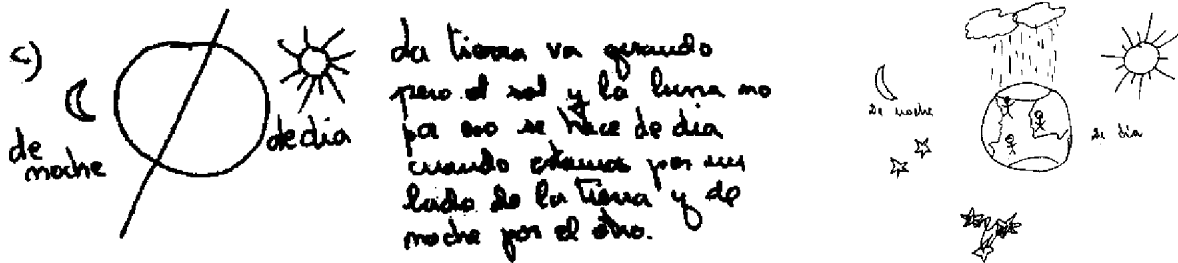 c)
de noche
de dia
La tierra va girando
pero el sol y la luna no
por eso se hace de dia
cuando estamos por un
lado de la tierra y de
noche por el otro.
De noche
de dia